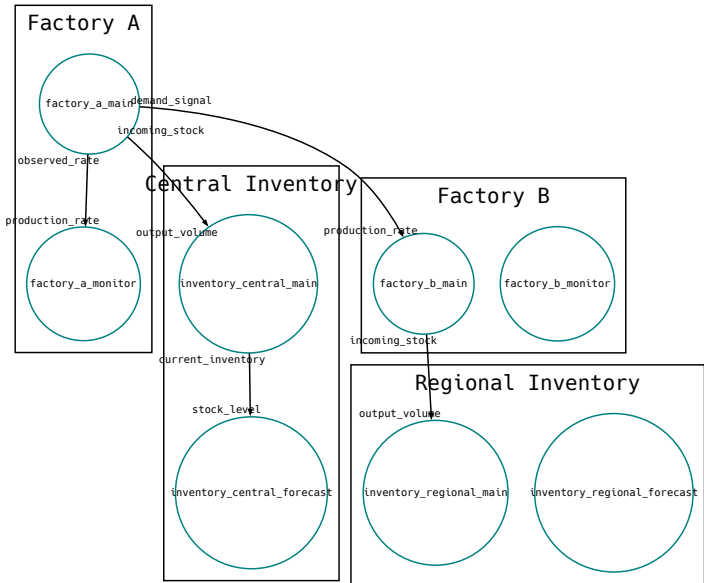 Factory A
factory_a_main
demand_signal
incoming_stock
observed_rate
Central Inventory
Factory B
production_rate
output_volume
production_rate
factory_a_monitor
inventory_central_main
factory_b_main
factory_b_monitor
current_inventory
incoming_stock
Regional Inventory
stock_level
output_volume
inventory_central_forecast
inventory_regional_main
inventory_regional_forecast